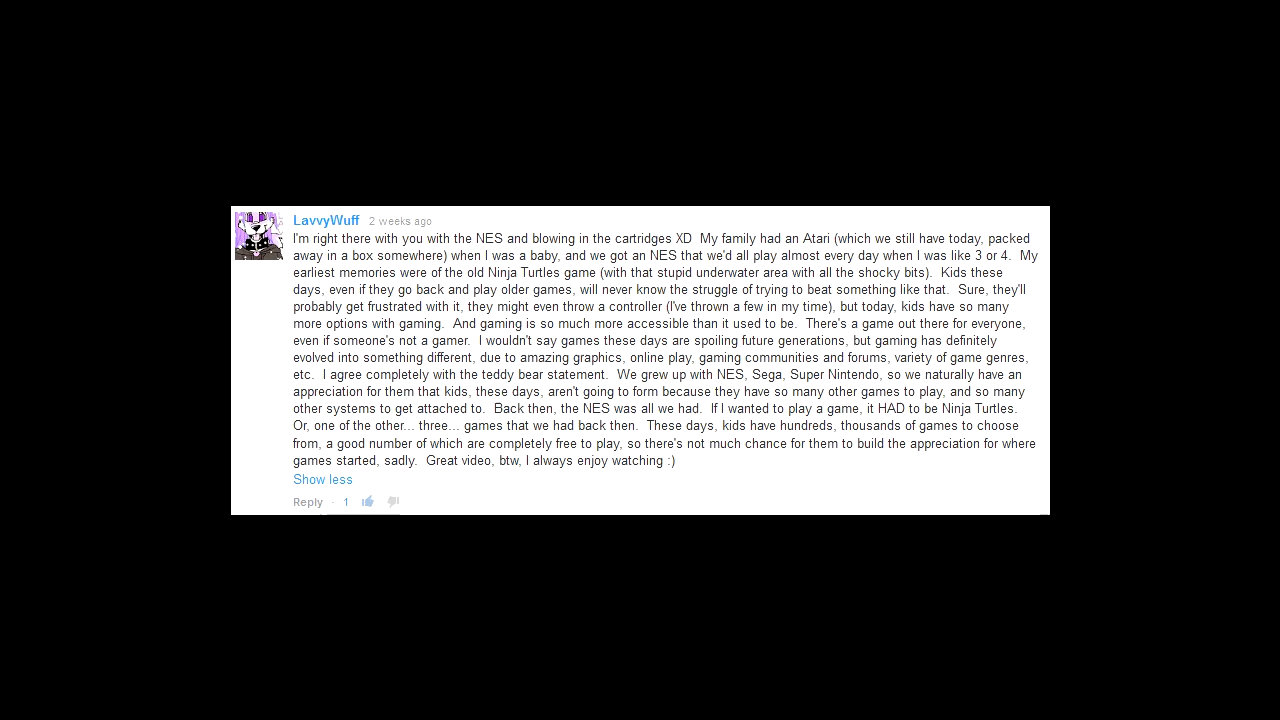 LavvyWuff 2 weeks ago
I'm right there with you with the NES and blowing in the cartridges XD  My family had an Atari (which we still have today, packed
away in a box somewhere) when I was a baby, and we got an NES that we'd all play almost every day when I was like 3 or 4.  My
earliest memories were of the old Ninja Turtles game (with that stupid underwater area with all the shocky bits).  Kids these
days, even if they go back and play older games, will never know the struggle of trying to beat something like that.  Sure, they'll
probably get frustrated with it, they might even throw a controller (I've thrown a few in my time), but today, kids have so many
more options with gaming.  And gaming is so much more accessible than it used to be.  There's a game out there for everyone,
even if someone's not a gamer.  I wouldn't say games these days are spoiling future generations, but gaming has definitely
evolved into something different, due to amazing graphics, online play, gaming communities and forums, variety of game genres,
etc.  I agree completely with the teddy bear statement.  We grew up with NES, Sega, Super Nintendo, so we naturally have an
appreciation for them that kids, these days, aren't going to form because they have so many other games to play, and so many
other systems to get attached to.  Back then, the NES was all we had.  If I wanted to play a game, it HAD to be Ninja Turtles.
Or, one of the other... three... games that we had back then.  These days, kids have hundreds, thousands of games to choose
from, a good number of which are completely free to play, so there's not much chance for them to build the appreciation for where
games started, sadly.  Great video, btw, I always enjoy watching :)
Show less
Reply · 1